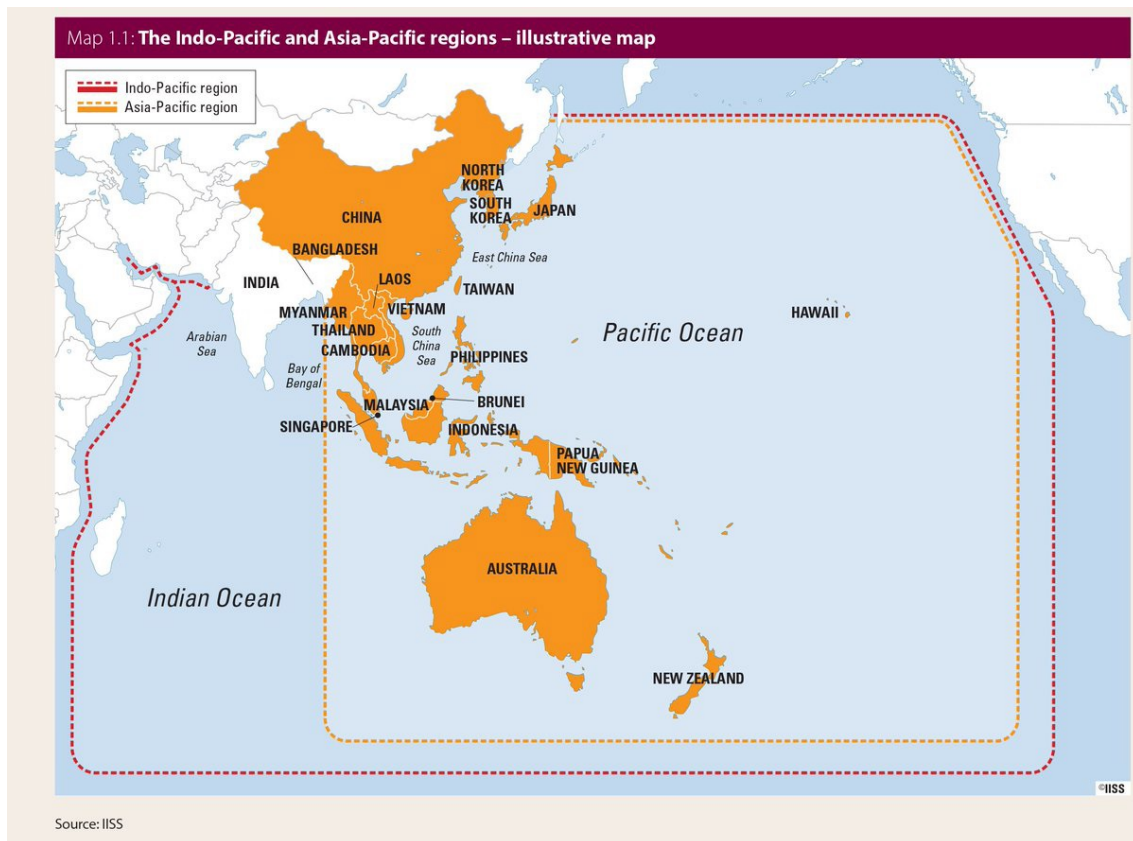 Map 1.1: The Indo-Pacific and Asia-Pacific regions – illustrative map
Indo-Pacific region
Asia-Pacific region
NORTH
KOREA
SOUTH
KOREA
JAPAN
CHINA
BANGLADESH
East China Sea
INDIA
LAOS
TAIWAN
MYANMAR
VIETNAM
HAWAII
THAILAND
Arabian
Sea
South
China
Sea
Pacific Ocean
CAMBODIA
PHILIPPINES
Bay of
Bengal
MALAYSIA
BRUNEI
SINGAPORE
INDONESIA
PAPUA
NEW GUINEA
AUSTRALIA
Indian Ocean
NEW ZEALAND
©IISS
Source: IISS